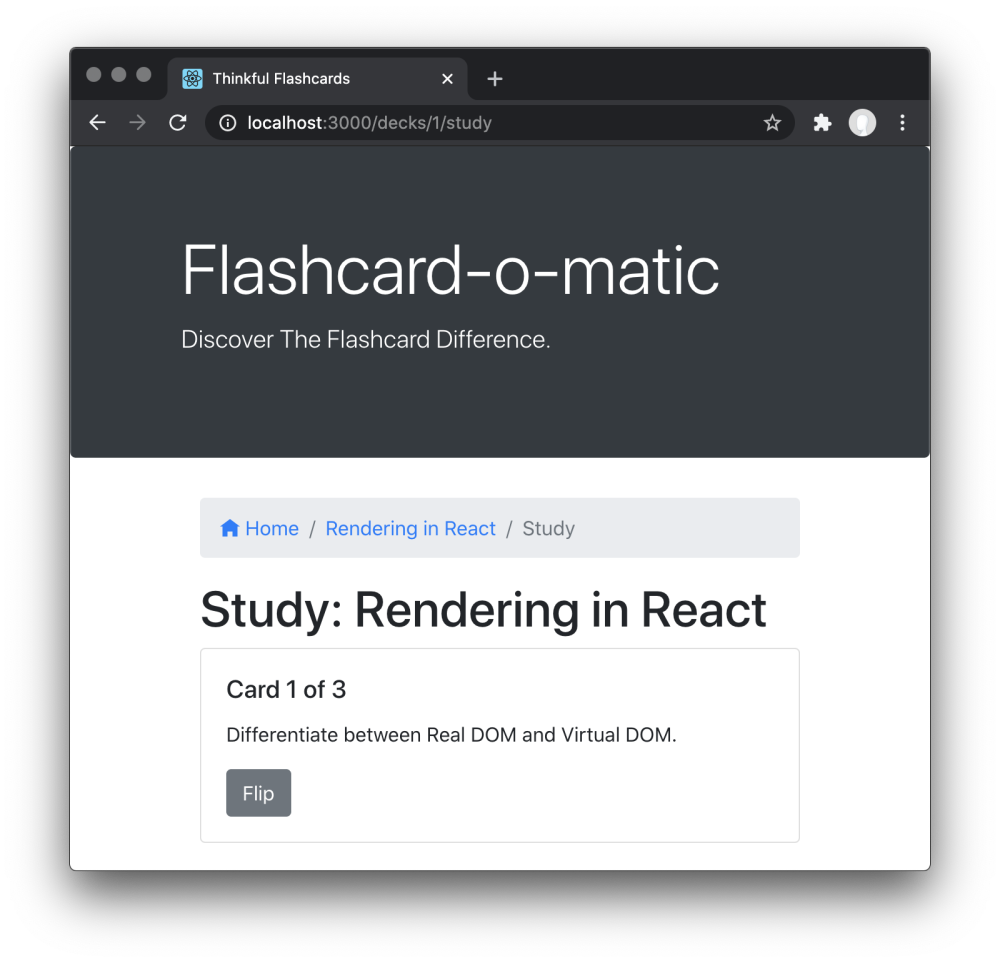 Thinkful Flashcards
localhost:3000/decks/1/study
Flashcard-o-matic
Discover The Flashcard Difference.
Home / Rendering in React / Study
Study: Rendering in React
Card 1 of 3
Differentiate between Real DOM and Virtual DOM.
Flip